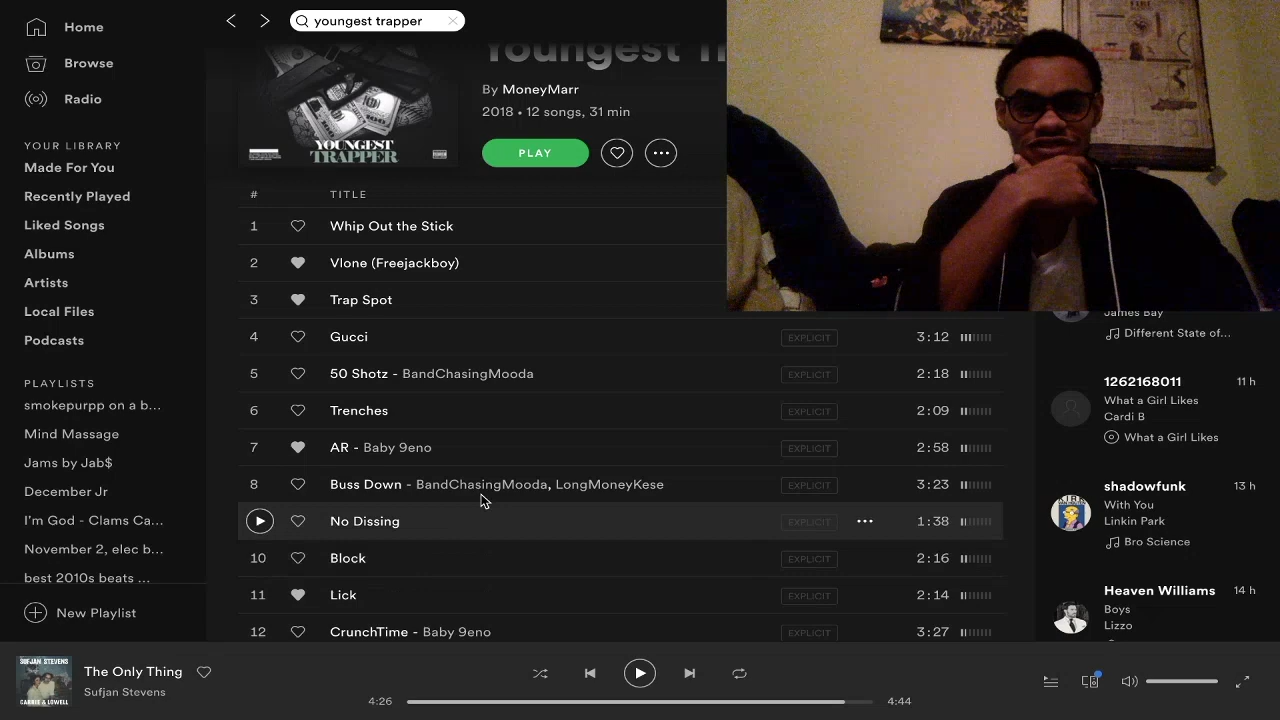 Home
Browse
Radio
YOUR LIBRARY
Made For You
Recently Played
Liked Songs
Albums
Artists
Local Files
Podcasts
PLAYLISTS
smokepurpp on a b...
Mind Massage
Jams by Jab$
December Jr
I'm God - Clams Ca...
November 2, elec b...
best 2010s beats ...
New Playlist
youngest trapper
Youngest
By MoneyMarr
2018 • 12 songs, 31 min
PLAY
YOUNGEST
TRAPPER
# TITLE
1 Whip Out the Stick
2 Vlone (Freejackboy)
3 Trap Spot
4 Gucci EXPLICIT 3:12
5 50 Shotz - BandChasingMooda EXPLICIT 2:18
6 Trenches EXPLICIT 2:09
7 AR - Baby 9eno EXPLICIT 2:58
8 Buss Down - BandChasingMooda, LongMoneyKese EXPLICIT 3:23
No Dissing EXPLICIT 1:38
10 Block EXPLICIT 2:16
11 Lick EXPLICIT 2:14
12 CrunchTime - Baby 9eno EXPLICIT 3:27
James Bay
Different State of...
1262168011 11 h
What a Girl Likes
Cardi B
What a Girl Likes
shadowfunk 13 h
With You
Linkin Park
Bro Science
Heaven Williams 14 h
Boys
Lizzo
SUFJAN STEVENS
CARRIE & LOWELL
The Only Thing
Sufjan Stevens
4:26 4:44